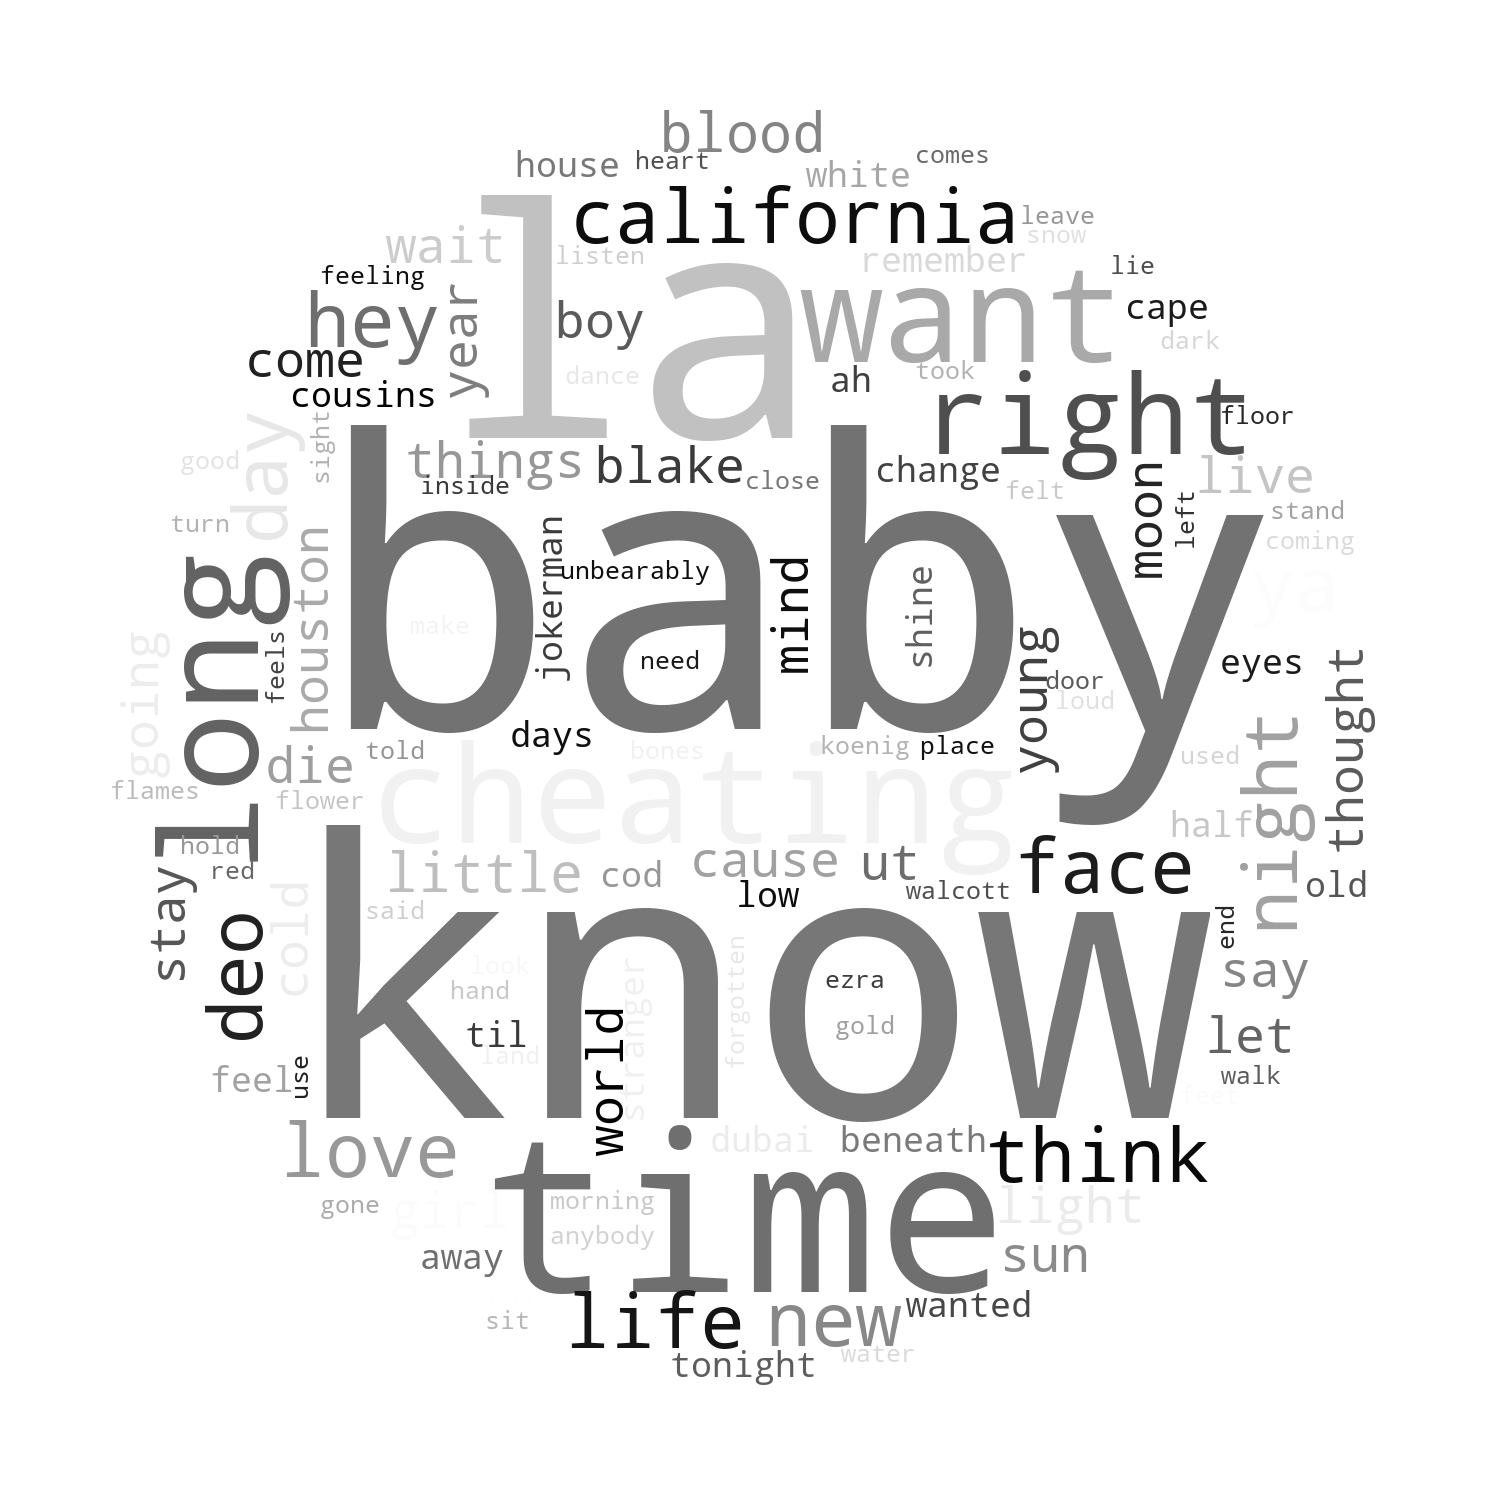 blood
house
heart
comes
white
california
leave
wait
snow
listen
remember
feeling
lie
la
want
hey
year
boy
cape
come
dark
dance
took
ah
cousins
right
floor
day
sight
good
things
blake
change
live
inside
close
felt
moon
left
stand
turn
baby
coming
long
houston
jokerman
unbearably
mind
shine
ya
make
need
young
eyes
going
feels
door
loud
thought
days
told
bones
koenig
place
used
night
die
cheating
flames
flower
half
hold
little
cause
ut
face
red
cod
low
walcott
old
stay
cold
said
know
end
deo
look
stranger
forgotten
ezra
say
hand
gold
til
world
land
let
feel
use
walk
feet
love
time
dubai
beneath
think
gone
girl
morning
light
anybody
away
sun
life
new
wanted
sit
tonight
water